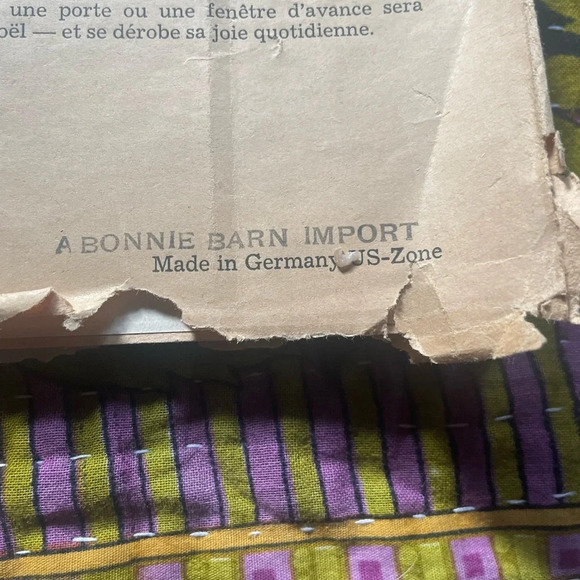 une porte ou une fenêtre d'avance sera
oël — et se dérobe sa joie quotidienne.
A BONNIE BARN IMPORT
Made in Germany US-Zone